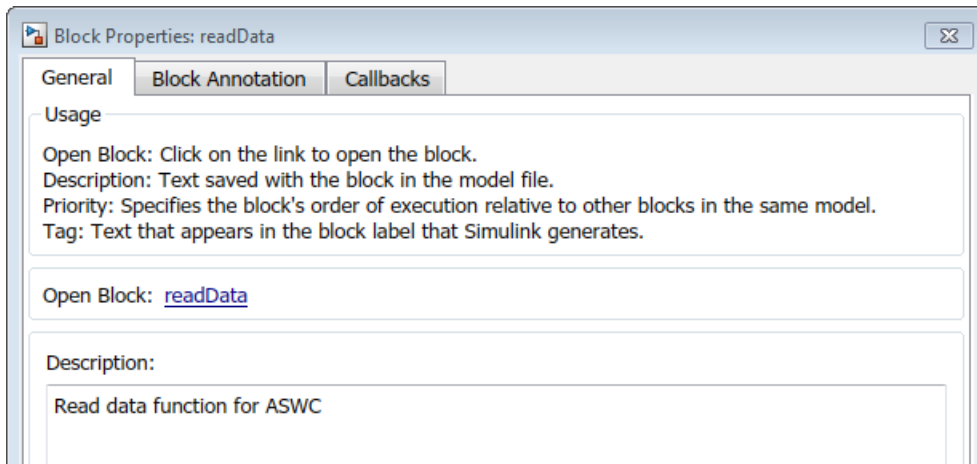 Block Properties: readData
General Block Annotation Callbacks
Usage
Open Block: Click on the link to open the block.
Description: Text saved with the block in the model file.
Priority: Specifies the block's order of execution relative to other blocks in the same model.
Tag: Text that appears in the block label that Simulink generates.
Open Block: readData
Description:
Read data function for ASWC